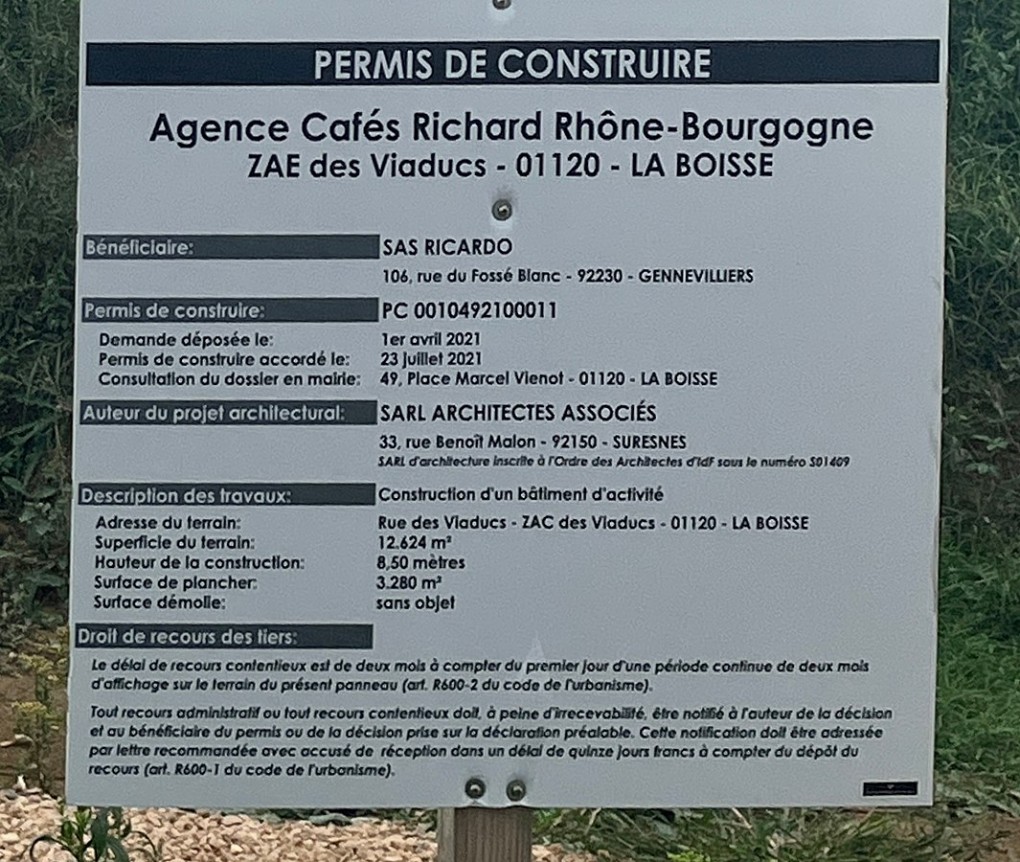 PERMIS DE CONSTRUIRE
Agence Cafés Richard Rhône-Bourgogne
ZAE des Viaducs - 01120 - LA BOISSE
Bénéficiaire: SAS RICARDO
106, rue du Fossé Blanc - 92230 - GENNEVILLIERS
Permis de construire: PC 0010492100011
Demande déposée le: 1er avril 2021
Permis de construire accordé le: 23 juillet 2021
Consultation du dossier en mairie: 49, Place Marcel Vienot - 01120 - LA BOISSE
Auteur du projet architectural: SARL ARCHITECTES ASSOCIÉS
33, rue Benoît Malon - 92150 - SURESNES
SARL d'architecture inscrite à l'Ordre des Architectes d'IdF sous le numéro S01409
Description des travaux: Construction d'un bâtiment d'activité
Adresse du terrain: Rue des Viaducs - ZAC des Viaducs - 01120 - LA BOISSE
Superficie du terrain: 12.624 m²
Hauteur de la construction: 8,50 mètres
Surface de plancher: 3.280 m²
Surface démolie: sans objet
Droit de recours des tiers:
Le délai de recours contentieux est de deux mois à compter du premier jour d'une période continue de deux mois
d'affichage sur le terrain du présent panneau (art. R600-2 du code de l'urbanisme).
Tout recours administratif ou tout recours contentieux doit, à peine d'irrecevabilité, être notifié à l'auteur de la décision
et au bénéficiaire du permis ou de la décision prise sur la déclaration préalable. Cette notification doit être adressée
par lettre recommandée avec accusé de réception dans un délai de quinze jours francs à compter du dépôt du
recours (art. R600-1 du code de l'urbanisme).